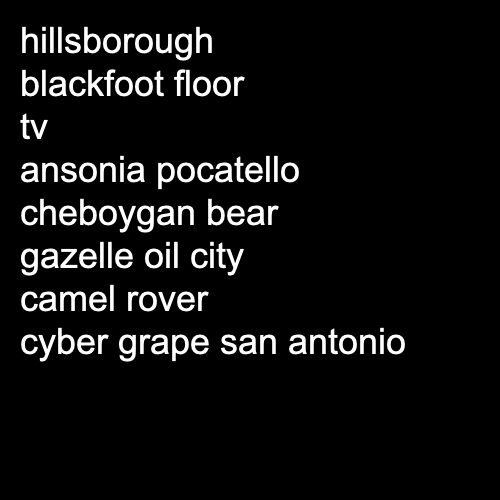 hillsborough
blackfoot floor
tv
ansonia pocatello
cheboygan bear
gazelle oil city
camel rover
cyber grape san antonio